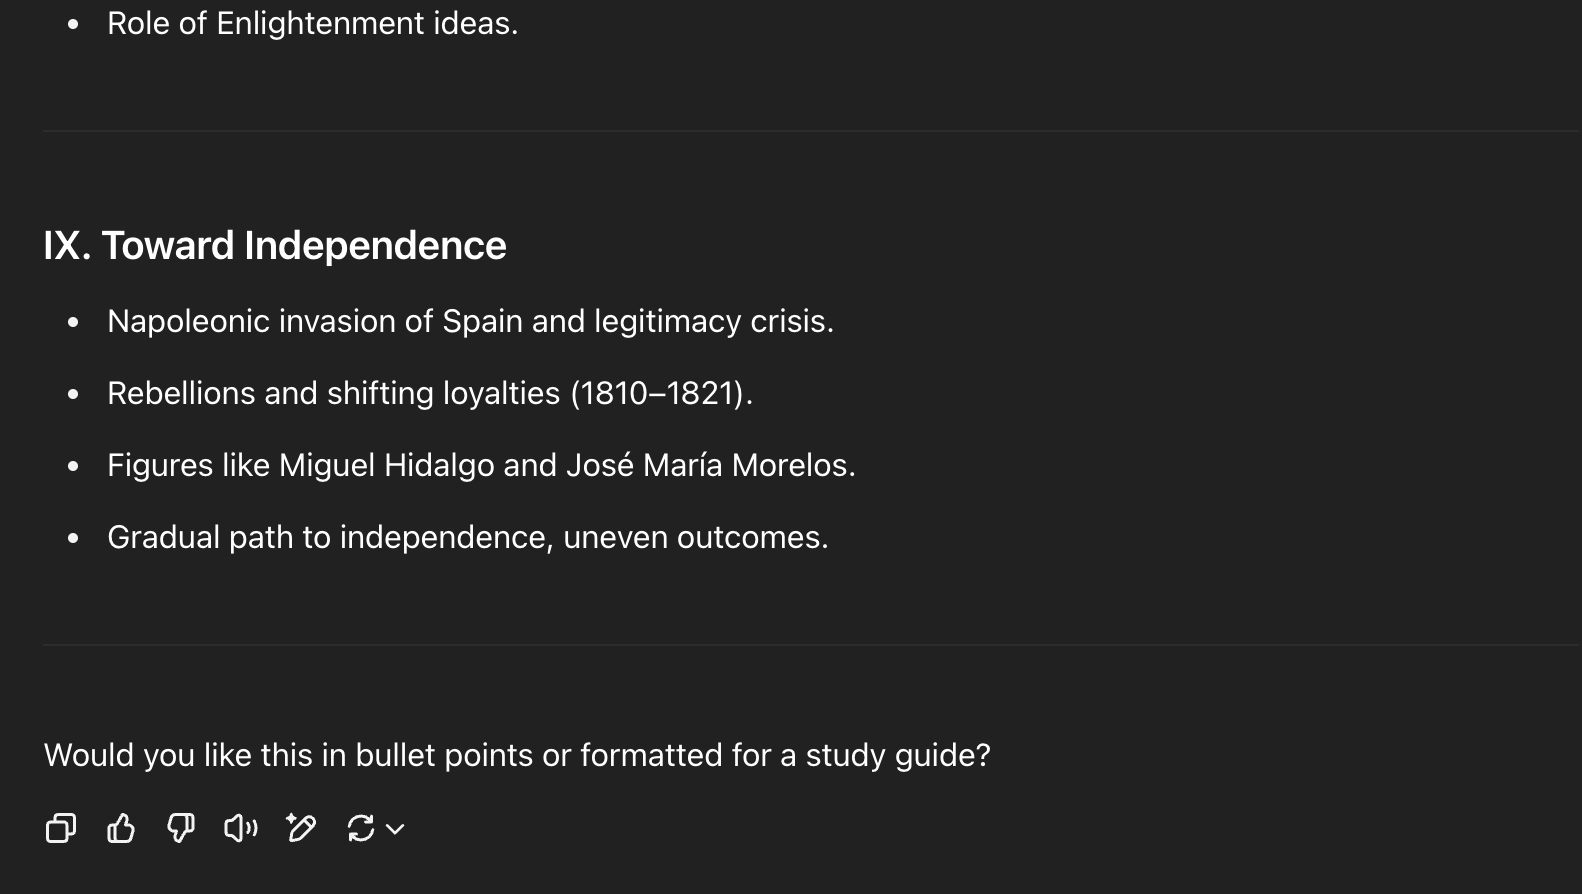 • Role of Enlightenment ideas.
IX. Toward Independence
• Napoleonic invasion of Spain and legitimacy crisis.
• Rebellions and shifting loyalties (1810–1821).
• Figures like Miguel Hidalgo and José María Morelos.
• Gradual path to independence, uneven outcomes.
Would you like this in bullet points or formatted for a study guide?